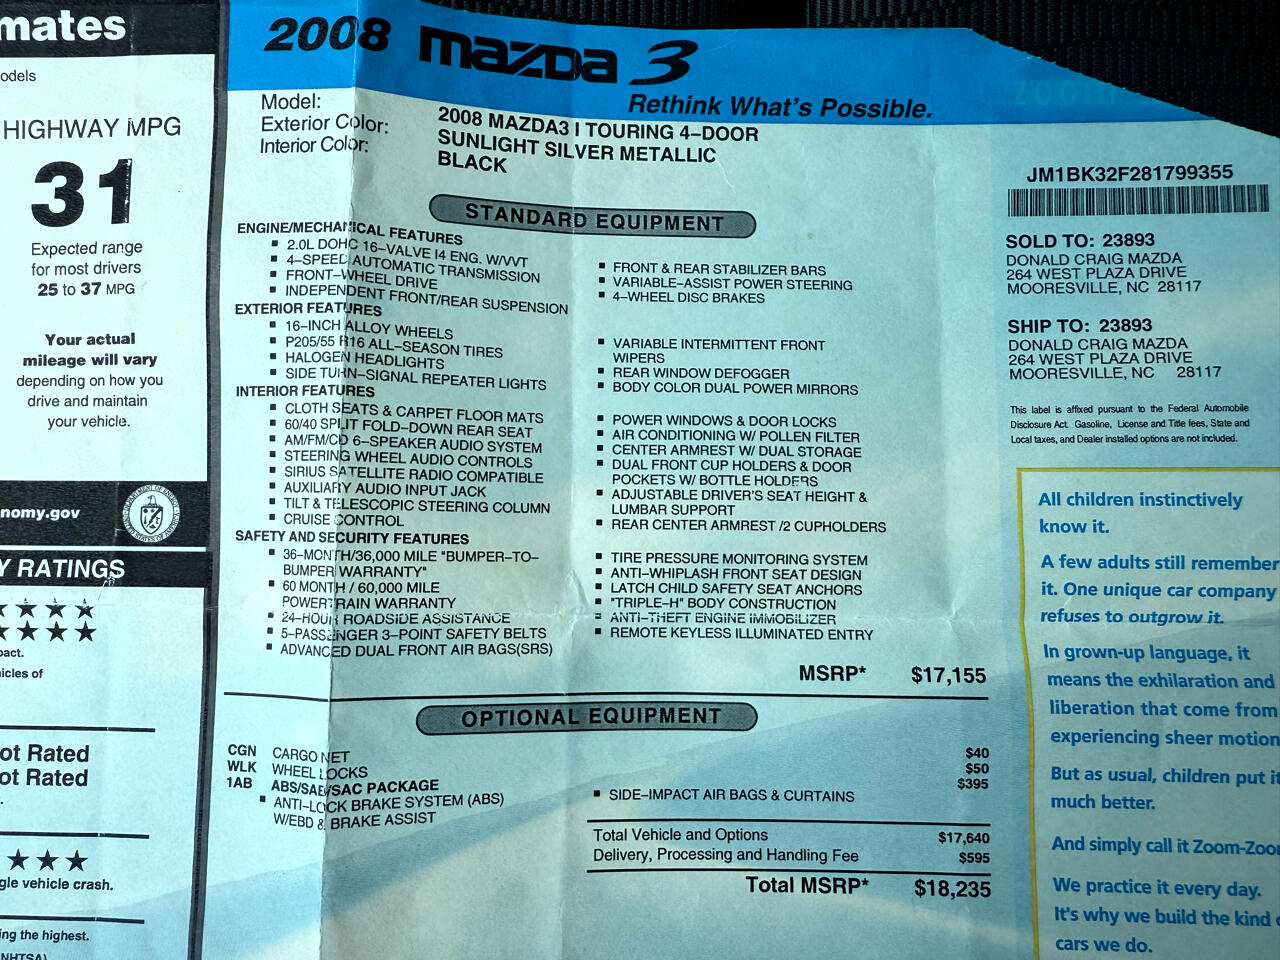 mates
odels
HIGHWAY MPG
31
Expected range
for most drivers
25 to 37 MPG
Your actual
mileage will vary
depending on how you
drive and maintain
your vehicle.
nomy.gov
Y RATINGS
★★★★
★★★★
pact.
nicles of
ot Rated
ot Rated
★★★
gle vehicle crash.
ing the highest.
(NHTSA)
2008 mazda 3
Rethink What's Possible.
zoom
Model: 2008 MAZDA3 I TOURING 4-DOOR
Exterior Color: SUNLIGHT SILVER METALLIC
Interior Color: BLACK
STANDARD EQUIPMENT
ENGINE/MECHANICAL FEATURES
▪ 2.0L DOHC 16-VALVE I4 ENG. W/VVT
▪ 4-SPEED AUTOMATIC TRANSMISSION
▪ FRONT-WHEEL DRIVE
▪ INDEPENDENT FRONT/REAR SUSPENSION
▪ FRONT & REAR STABILIZER BARS
▪ VARIABLE-ASSIST POWER STEERING
▪ 4-WHEEL DISC BRAKES
EXTERIOR FEATURES
▪ 16-INCH ALLOY WHEELS
▪ P205/55 R16 ALL-SEASON TIRES
▪ HALOGEN HEADLIGHTS
▪ SIDE TURN-SIGNAL REPEATER LIGHTS
▪ VARIABLE INTERMITTENT FRONT
WIPERS
▪ REAR WINDOW DEFOGGER
▪ BODY COLOR DUAL POWER MIRRORS
INTERIOR FEATURES
▪ CLOTH SEATS & CARPET FLOOR MATS
▪ 60/40 SPLIT FOLD-DOWN REAR SEAT
▪ AM/FM/CD 6-SPEAKER AUDIO SYSTEM
▪ STEERING WHEEL AUDIO CONTROLS
▪ SIRIUS SATELLITE RADIO COMPATIBLE
▪ AUXILIARY AUDIO INPUT JACK
▪ TILT & TELESCOPIC STEERING COLUMN
▪ CRUISE CONTROL
▪ POWER WINDOWS & DOOR LOCKS
▪ AIR CONDITIONING W/ POLLEN FILTER
▪ CENTER ARMREST W/ DUAL STORAGE
▪ DUAL FRONT CUP HOLDERS & DOOR
POCKETS W/ BOTTLE HOLDERS
▪ ADJUSTABLE DRIVER'S SEAT HEIGHT &
LUMBAR SUPPORT
▪ REAR CENTER ARMREST /2 CUPHOLDERS
SAFETY AND SECURITY FEATURES
▪ 36-MONTH/36,000 MILE "BUMPER-TO-
BUMPER WARRANTY"
▪ 60 MONTH / 60,000 MILE
POWERTRAIN WARRANTY
▪ 24-HOUR ROADSIDE ASSISTANCE
▪ 5-PASSENGER 3-POINT SAFETY BELTS
▪ ADVANCED DUAL FRONT AIR BAGS(SRS)
▪ TIRE PRESSURE MONITORING SYSTEM
▪ ANTI-WHIPLASH FRONT SEAT DESIGN
▪ LATCH CHILD SAFETY SEAT ANCHORS
▪ "TRIPLE-H" BODY CONSTRUCTION
▪ ANTI-THEFT ENGINE IMMOBILIZER
▪ REMOTE KEYLESS ILLUMINATED ENTRY
MSRP* $17,155
OPTIONAL EQUIPMENT
CGN CARGO NET $40
WLK WHEEL LOCKS $50
1AB ABS/SAB/SAC PACKAGE $395
▪ ANTI-LOCK BRAKE SYSTEM (ABS)
W/EBD & BRAKE ASSIST
▪ SIDE-IMPACT AIR BAGS & CURTAINS
Total Vehicle and Options $17,640
Delivery, Processing and Handling Fee $595
Total MSRP* $18,235
JM1BK32F281799355
SOLD TO: 23893
DONALD CRAIG MAZDA
264 WEST PLAZA DRIVE
MOORESVILLE, NC 28117
SHIP TO: 23893
DONALD CRAIG MAZDA
264 WEST PLAZA DRIVE
MOORESVILLE, NC 28117
This label is affixed pursuant to the Federal Automobile
Disclosure Act. Gasoline, License and Title fees, State and
Local taxes, and Dealer installed options are not included.
All children instinctively
know it.
A few adults still remember
it. One unique car company
refuses to outgrow it.
In grown-up language, it
means the exhilaration and
liberation that come from
experiencing sheer motion
But as usual, children put it
much better.
And simply call it Zoom-Zoo
We practice it every day.
It's why we build the kind o
cars we do.